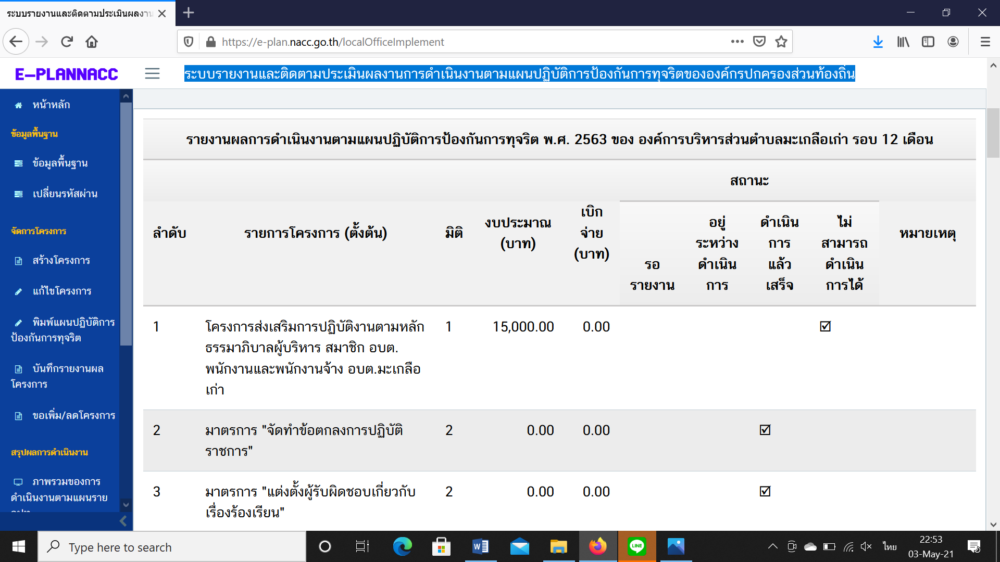 ระบบรายงานและติดตามประเมินผลงาน
https://e-plan.nacc.go.th/localOfficeImplement
E-PLANNACC
ระบบรายงานและติดตามประเมินผลงานการดำเนินงานตามแผนปฏิบัติการป้องกันการทุจริตขององค์กรปกครองส่วนท้องถิ่น
หน้าหลัก
ข้อมูลพื้นฐาน
ข้อมูลพื้นฐาน
เปลี่ยนรหัสผ่าน
จัดการโครงการ
สร้างโครงการ
แก้ไขโครงการ
พิมพ์แผนปฏิบัติการ
ป้องกันการทุจริต
บันทึกรายงานผล
โครงการ
ขอเพิ่ม/ลดโครงการ
สรุปผลการดำเนินงาน
ภาพรวมของการ
ดำเนินงานตามแผนราย
รายงานผลการดำเนินงานตามแผนปฏิบัติการป้องกันการทุจริต พ.ศ. 2563 ของ องค์การบริหารส่วนตำบลมะเกลือเก่า รอบ 12 เดือน
สถานะ
ลำดับ
รายการโครงการ (ตั้งต้น)
มิติ
งบประมาณ
(บาท)
เบิก
จ่าย
(บาท)
รอ
รายงาน
อยู่
ระหว่าง
ดำเนิน
การ
ดำเนิน
การ
แล้ว
เสร็จ
ไม่
สามารถ
ดำเนิน
การได้
หมายเหตุ
1 โครงการส่งเสริมการปฏิบัติงานตามหลัก 1 15,000.00 0.00 ☑
ธรรมาภิบาลผู้บริหาร สมาชิก อบต.
พนักงานและพนักงานจ้าง อบต.มะเกลือ
เก่า
2 มาตรการ "จัดทำข้อตกลงการปฏิบัติ 2 0.00 0.00 ☑
ราชการ"
3 มาตรการ "แต่งตั้งผู้รับผิดชอบเกี่ยวกับ 2 0.00 0.00 ☑
เรื่องร้องเรียน"
Type here to search
W
LINE
ไทย
22:53
03-May-21